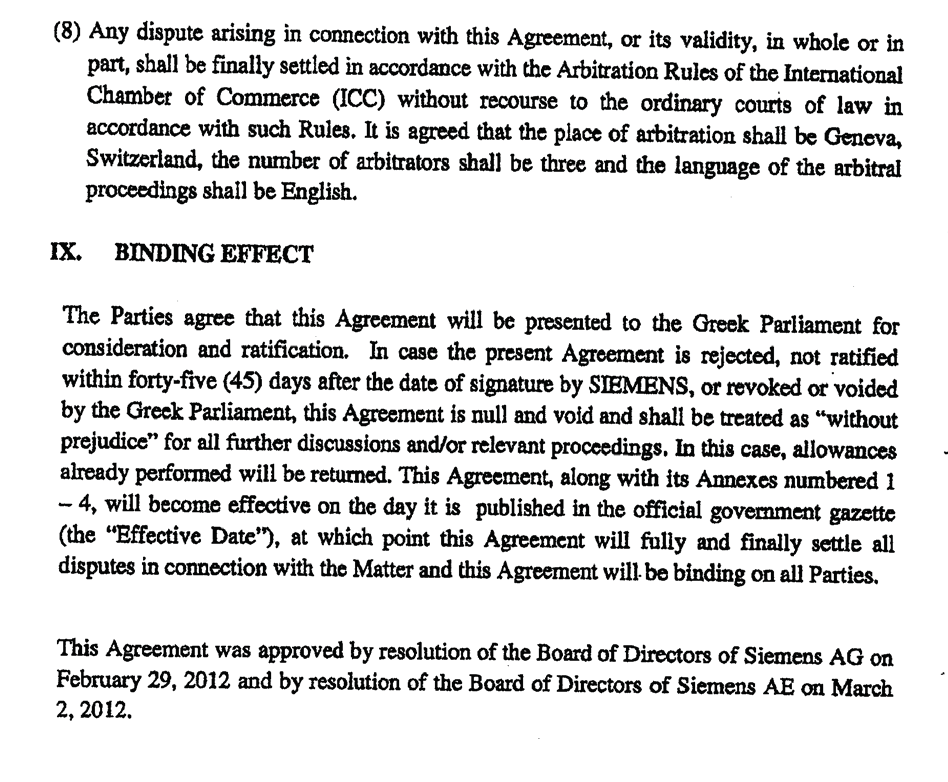 (8) Any dispute arising in connection with this Agreement, or its validity, in whole or in
part, shall be finally settled in accordance with the Arbitration Rules of the International
Chamber of Commerce (ICC) without recourse to the ordinary courts of law in
accordance with such Rules. It is agreed that the place of arbitration shall be Geneva,
Switzerland, the number of arbitrators shall be three and the language of the arbitral
proceedings shall be English.
IX. BINDING EFFECT
The Parties agree that this Agreement will be presented to the Greek Parliament for
consideration and ratification. In case the present Agreement is rejected, not ratified
within forty-five (45) days after the date of signature by SIEMENS, or revoked or voided
by the Greek Parliament, this Agreement is null and void and shall be treated as “without
prejudice” for all further discussions and/or relevant proceedings. In this case, allowances
already performed will be returned. This Agreement, along with its Annexes numbered 1
– 4, will become effective on the day it is published in the official government gazette
(the “Effective Date”), at which point this Agreement will fully and finally settle all
disputes in connection with the Matter and this Agreement will be binding on all Parties.
This Agreement was approved by resolution of the Board of Directors of Siemens AG on
February 29, 2012 and by resolution of the Board of Directors of Siemens AE on March
2, 2012.